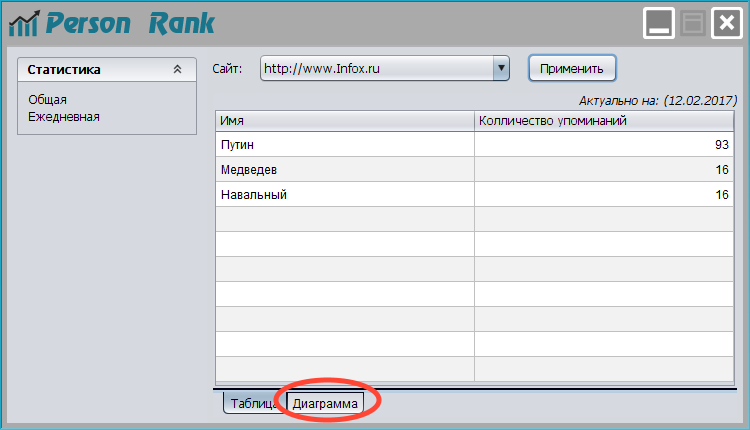 Person Rank
Статистика
Общая
Ежедневная
Сайт: http://www.Infox.ru Применить
Актуально на: (12.02.2017)
Имя Колличество упоминаний
Путин 93
Медведев 16
Навальный 16
Таблица Диаграмма